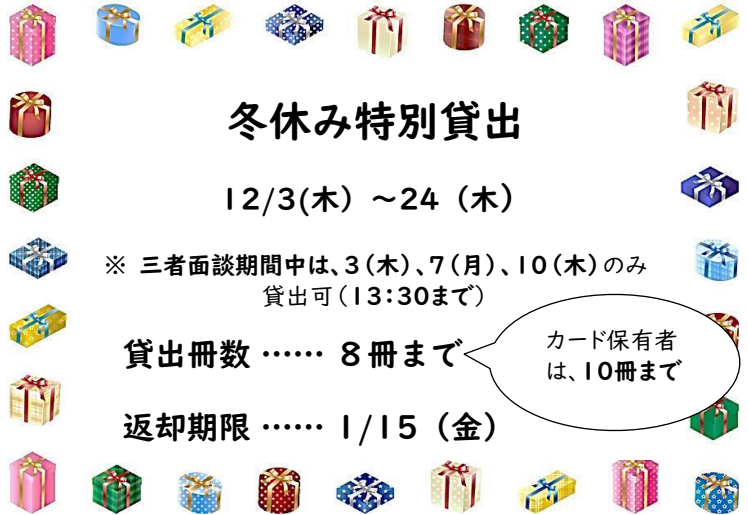 冬休み特別貸出
12/3(木)～24（木）
※ 三者面談期間中は、3(木)、7(月)、10(木)のみ
貸出可(13:30まで)
貸出冊数 …… 8冊まで
カード保有者
は、10冊まで
返却期限 …… 1/15（金）